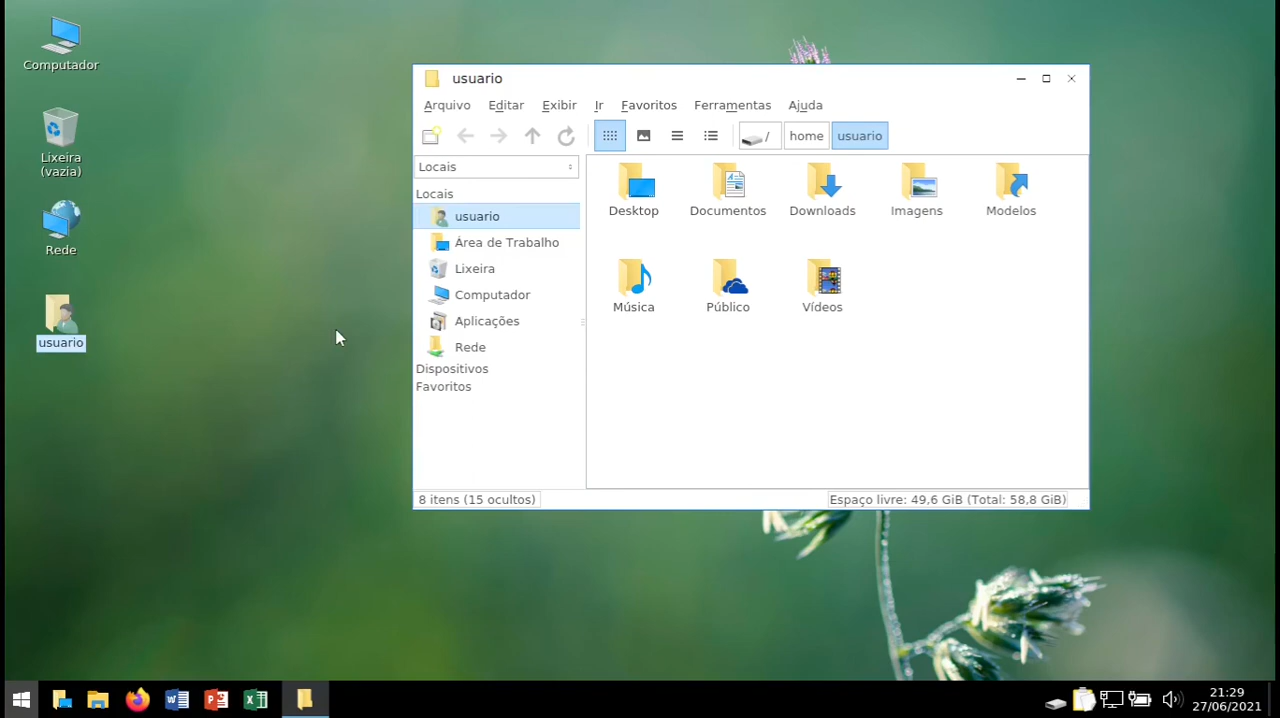 Computador
Lixeira
(vazia)
Rede
usuario
usuario
Arquivo Editar Exibir Ir Favoritos Ferramentas Ajuda
/ home usuario
Locais
Locais
usuario
Área de Trabalho
Lixeira
Computador
Aplicações
Rede
Dispositivos
Favoritos
Desktop Documentos Downloads Imagens Modelos
Música Público Vídeos
8 itens (15 ocultos) Espaço livre: 49,6 GiB (Total: 58,8 GiB)
21:29
27/06/2021